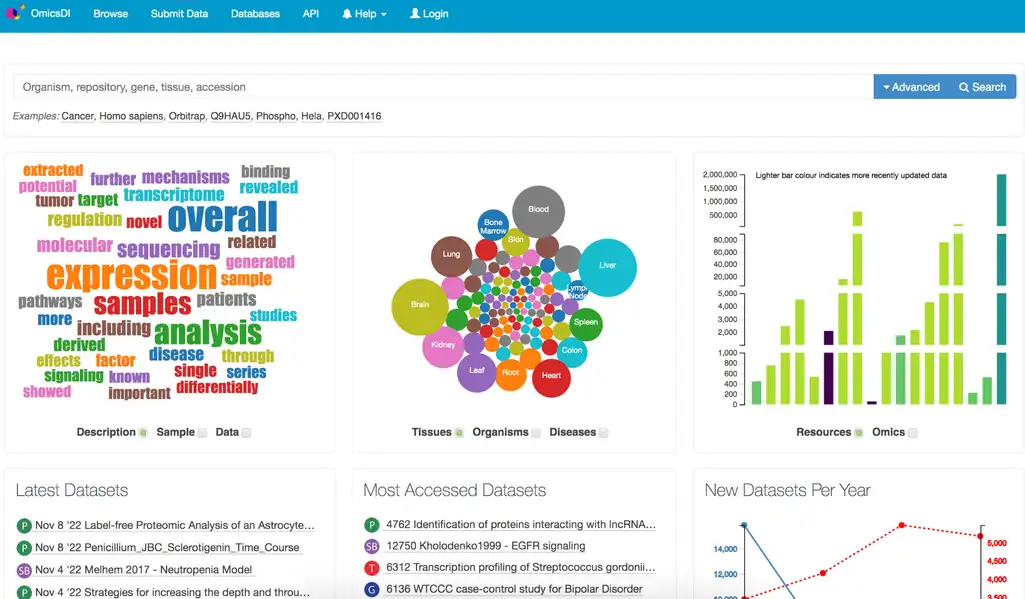 OmicsDI Browse Submit Data Databases API Help Login
Organism, repository, gene, tissue, accession
Advanced Search
Examples: Cancer, Homo sapiens, Orbitrap, Q9HAU5, Phospho, Hela, PXD001416
extracted
binding
potential
further
mechanisms
revealed
tumor
target
transcriptome
regulation
novel
overall
molecular
sequencing
related
generated
expression
sample
pathways
samples
patients
more
including
analysis
studies
derived
effects
factor
disease
through
signaling
known
single
series
showed
important
differentially
Description Sample Data
Blood
Bone
Marrow
Skin
Lung
Liver
Lymph
Node
Brain
Spleen
Kidney
Colon
Leaf
Root
Heart
Tissues Organisms Diseases
Lighter bar colour indicates more recently updated data
2,000,000
1,500,000
1,000,000
500,000
80,000
60,000
40,000
20,000
5,000
4,000
3,000
2,000
1,000
800
600
400
200
0
Resources Omics
Latest Datasets
P Nov 8 '22 Label-free Proteomic Analysis of an Astrocyte...
P Nov 8 '22 Penicillium_JBC_Sclerotigenin_Time_Course
SB Nov 4 '22 Melhem 2017 - Neutropenia Model
P Nov 4 '22 Strategies for increasing the depth and throu...
Most Accessed Datasets
P 4762 Identification of proteins interacting with lncRNA...
SB 12750 Kholodenko1999 - EGFR signaling
T 6312 Transcription profiling of Streptococcus gordonii...
G 6136 WTCCC case-control study for Bipolar Disorder
New Datasets Per Year
14,000
12,000
10,000
5,000
4,500
4,000
3,500